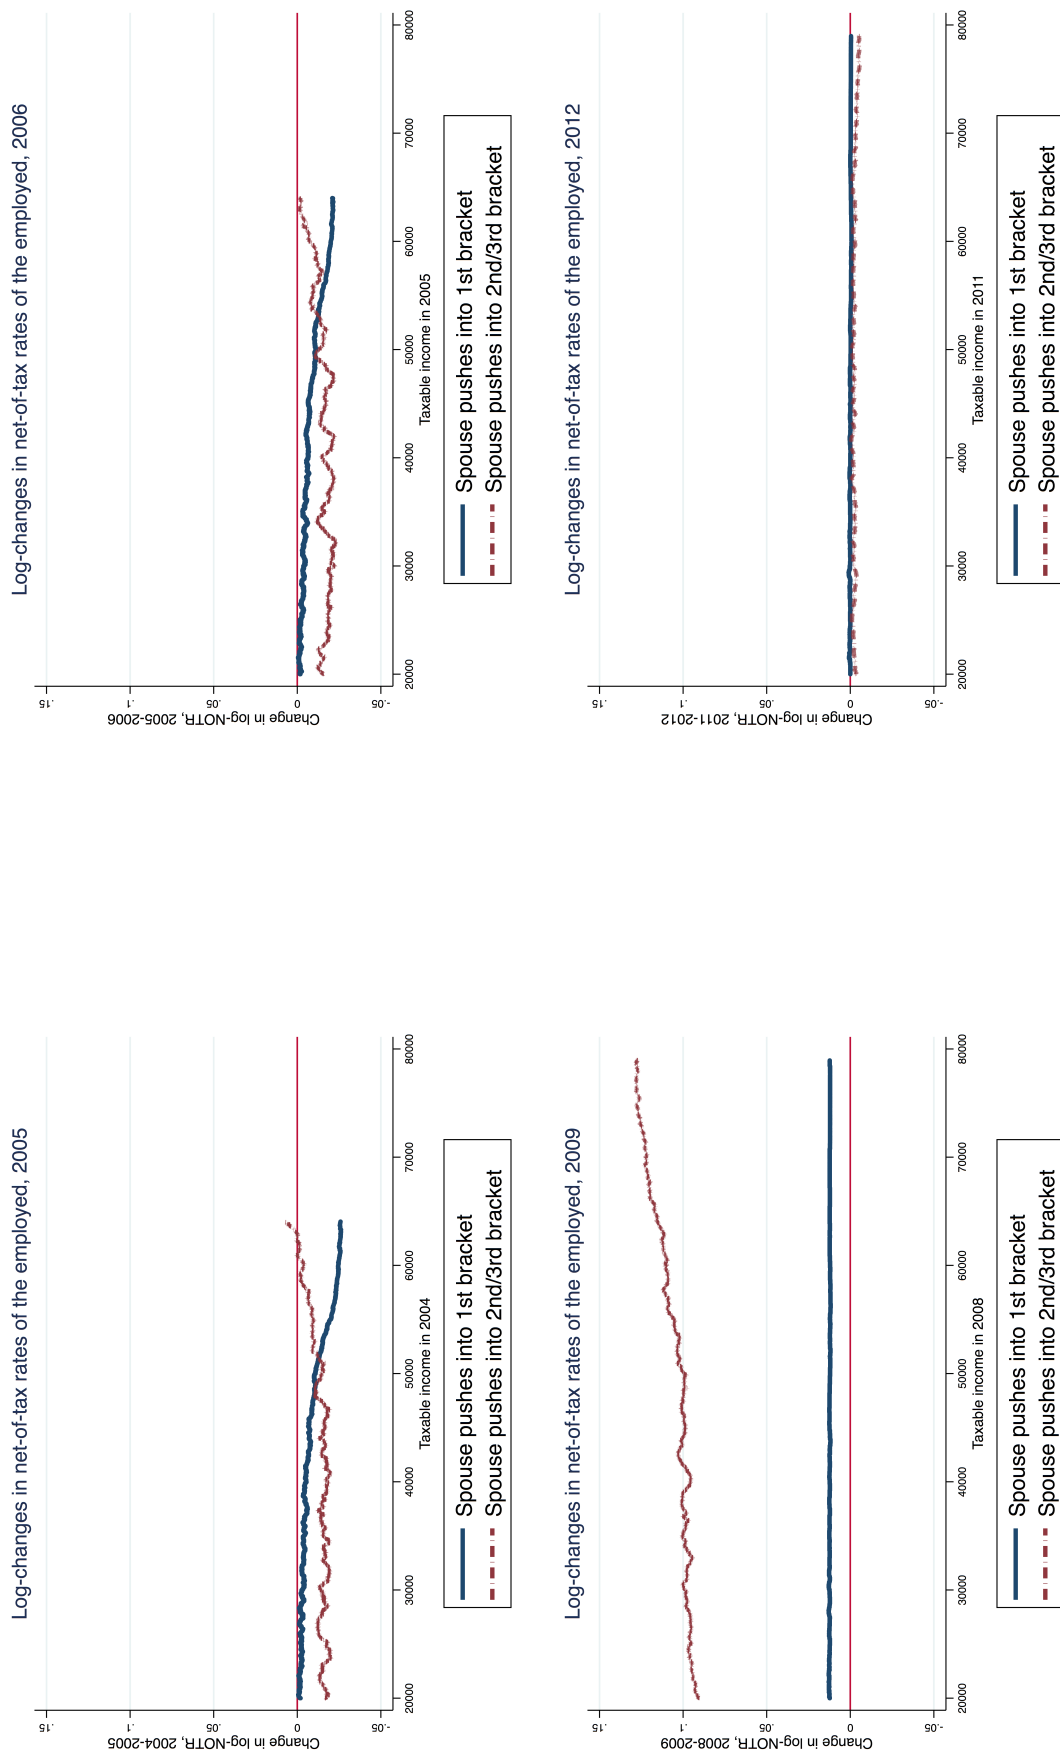 Log-changes in net-of-tax rates of the employed, 2005
Change in log-NOTR, 2004-2005
.15
.1
.05
0
-.05
20000 30000 40000 50000 60000 70000 80000
Taxable income in 2004
Spouse pushes into 1st bracket
Spouse pushes into 2nd/3rd bracket
Log-changes in net-of-tax rates of the employed, 2006
Change in log-NOTR, 2005-2006
.15
.1
.05
0
-.05
20000 30000 40000 50000 60000 70000 80000
Taxable income in 2005
Spouse pushes into 1st bracket
Spouse pushes into 2nd/3rd bracket
Log-changes in net-of-tax rates of the employed, 2009
Change in log-NOTR, 2008-2009
.15
.1
.05
0
-.05
20000 30000 40000 50000 60000 70000 80000
Taxable income in 2008
Spouse pushes into 1st bracket
Spouse pushes into 2nd/3rd bracket
Log-changes in net-of-tax rates of the employed, 2012
Change in log-NOTR, 2011-2012
.15
.1
.05
0
-.05
20000 30000 40000 50000 60000 70000 80000
Taxable income in 2011
Spouse pushes into 1st bracket
Spouse pushes into 2nd/3rd bracket